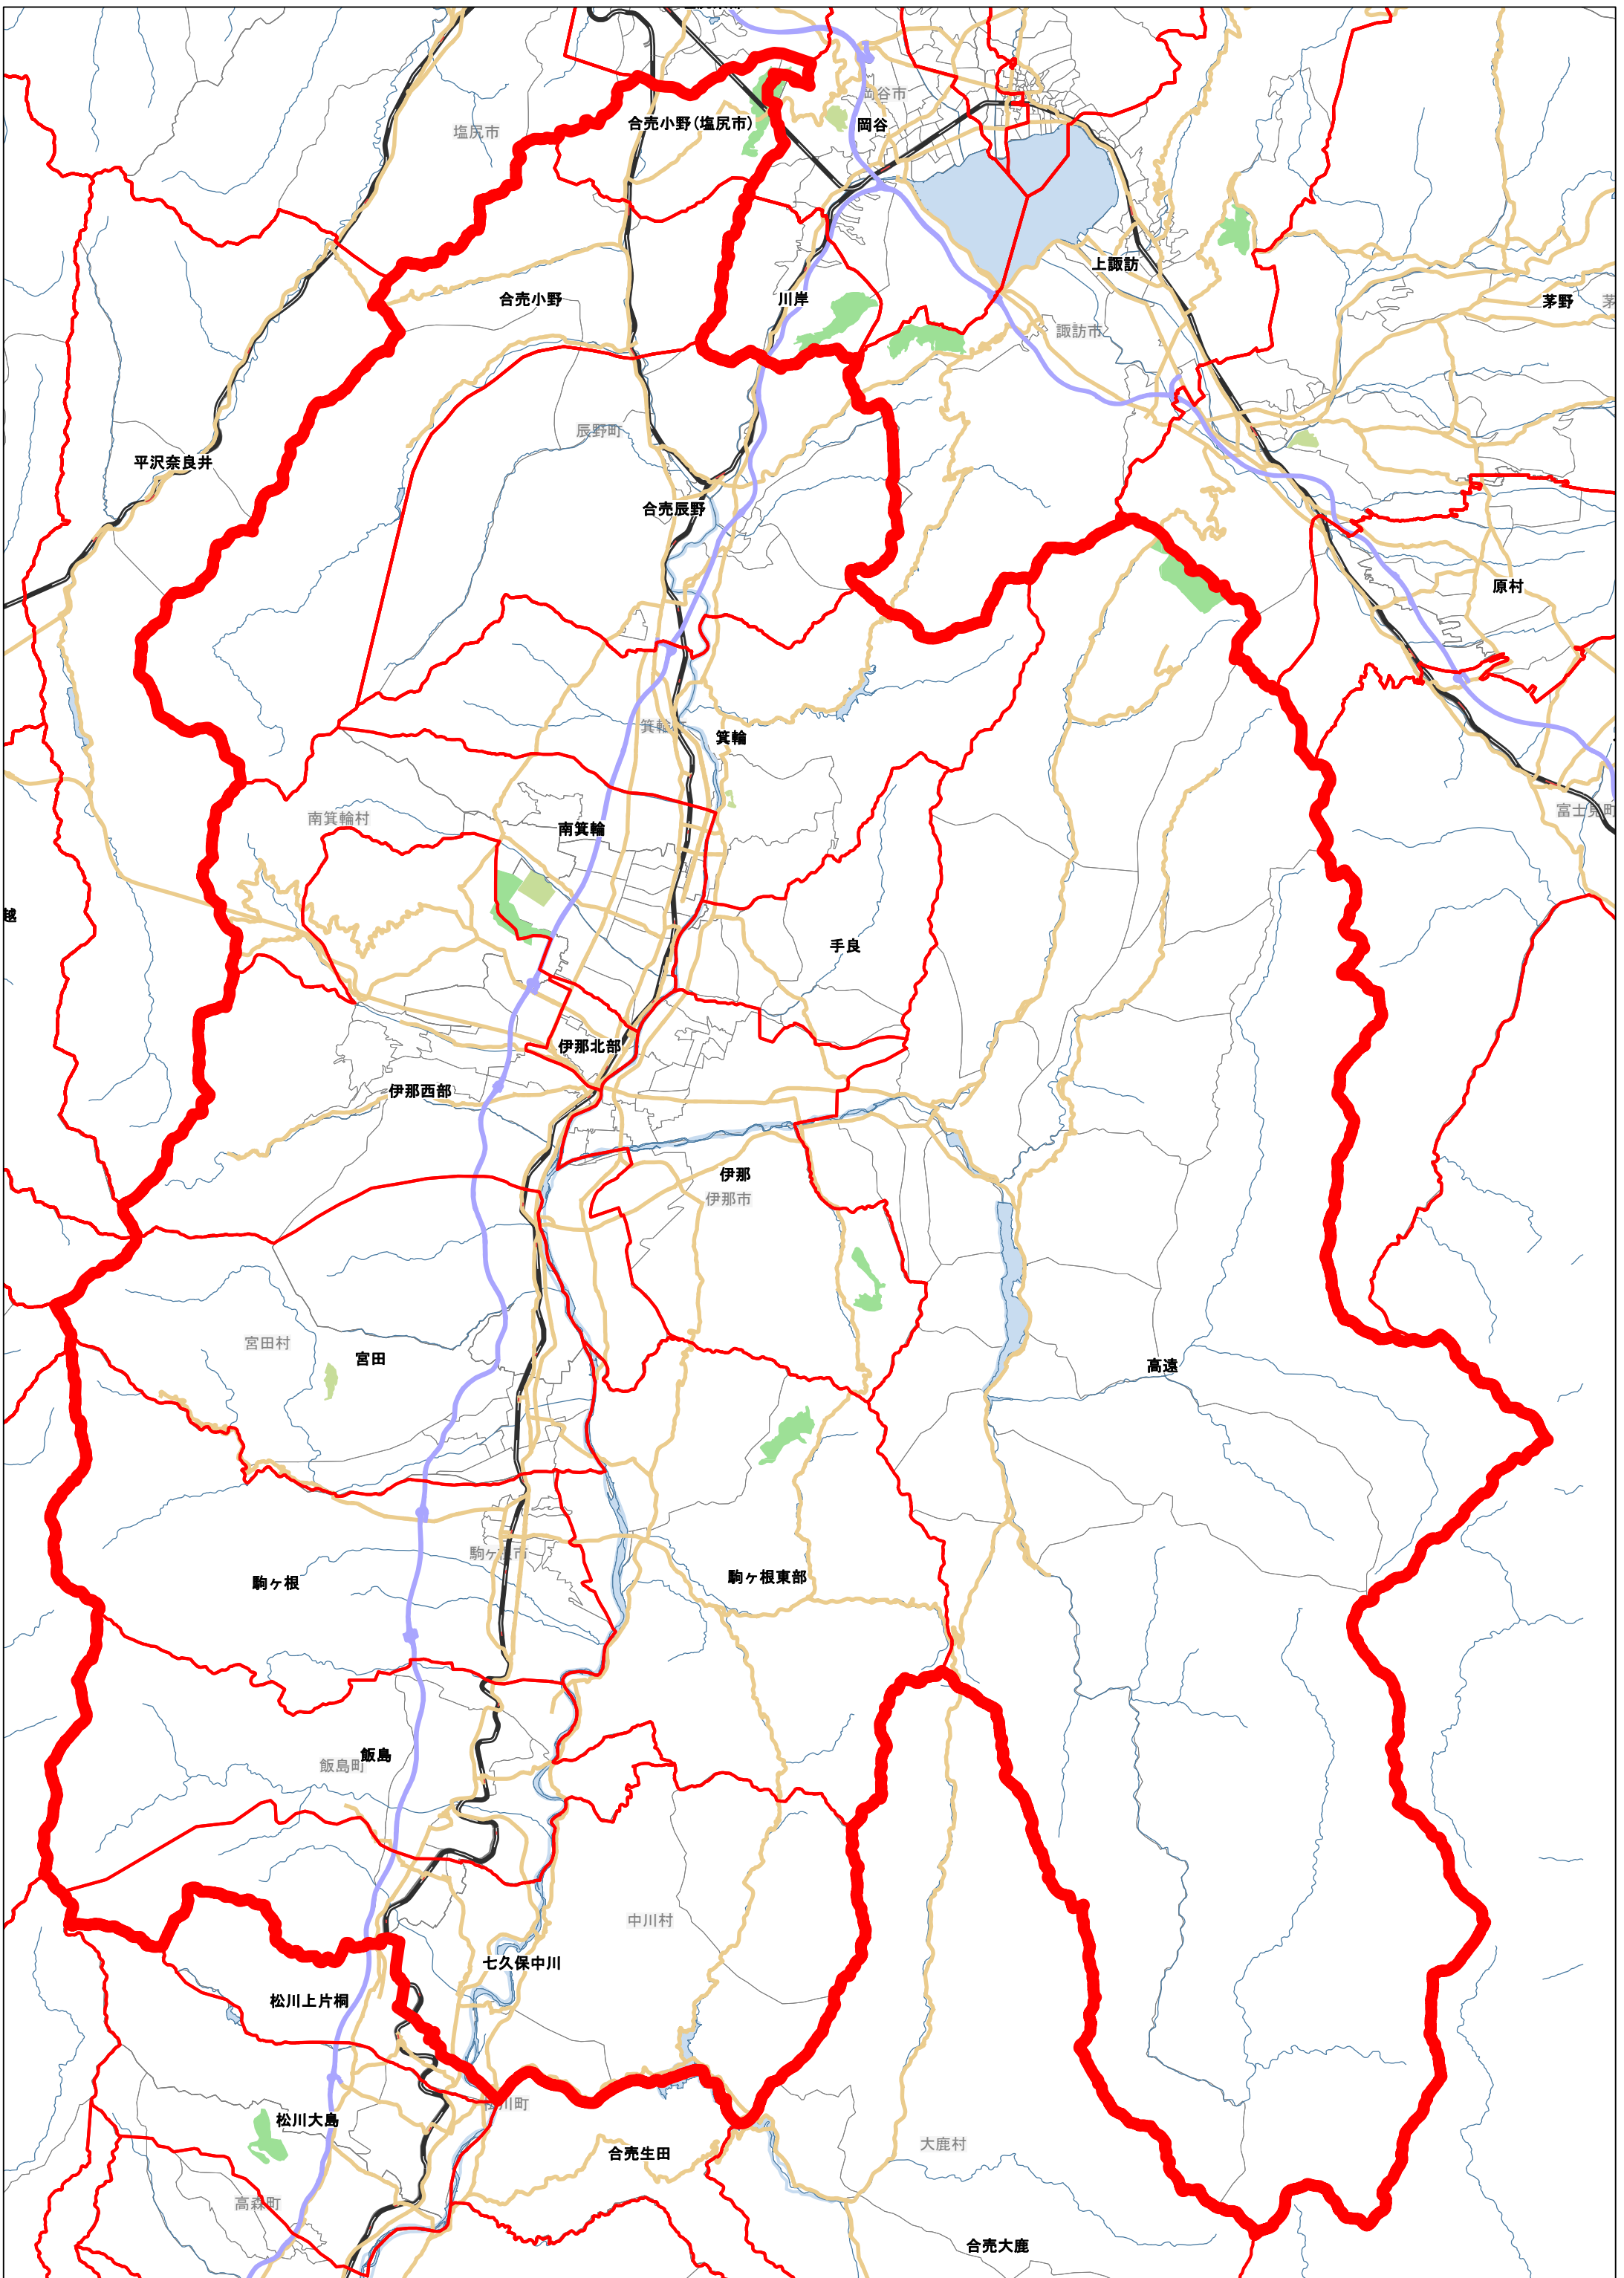 岡谷市
合売小野(塩尻市)
岡谷
塩尻市
上諏訪
合売小野
川岸
茅野
諏訪市
辰野町
平沢奈良井
合売辰野
原村
箕輪
富士見町
南箕輪村
南箕輪
越
手良
伊那北部
伊那西部
伊那
伊那市
宮田村
宮田
高遠
駒ヶ根
駒ヶ根東部
飯島
飯島町
中川村
七久保中川
松川上片桐
松川大島
合売生田
大鹿村
高森町
合売大鹿